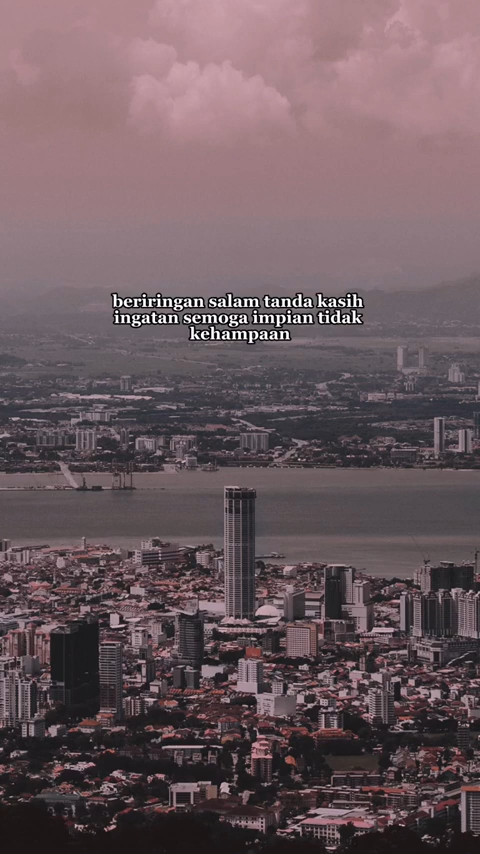 beriringan salam tanda kasih
ingatan semoga impian tidak
kehampaan